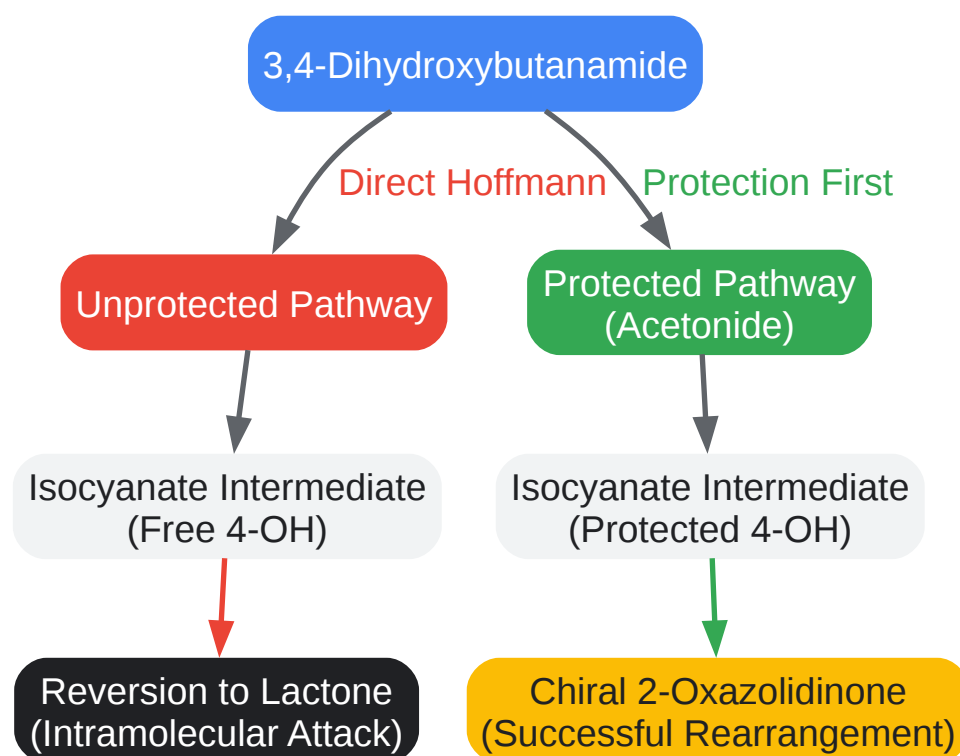 3,4-Dihydroxybutanamide
Direct Hoffmann
Protection First
Unprotected Pathway
Protected Pathway
(Acetonide)
Isocyanate Intermediate
(Free 4-OH)
Isocyanate Intermediate
(Protected 4-OH)
Reversion to Lactone
(Intramolecular Attack)
Chiral 2-Oxazolidinone
(Successful Rearrangement)